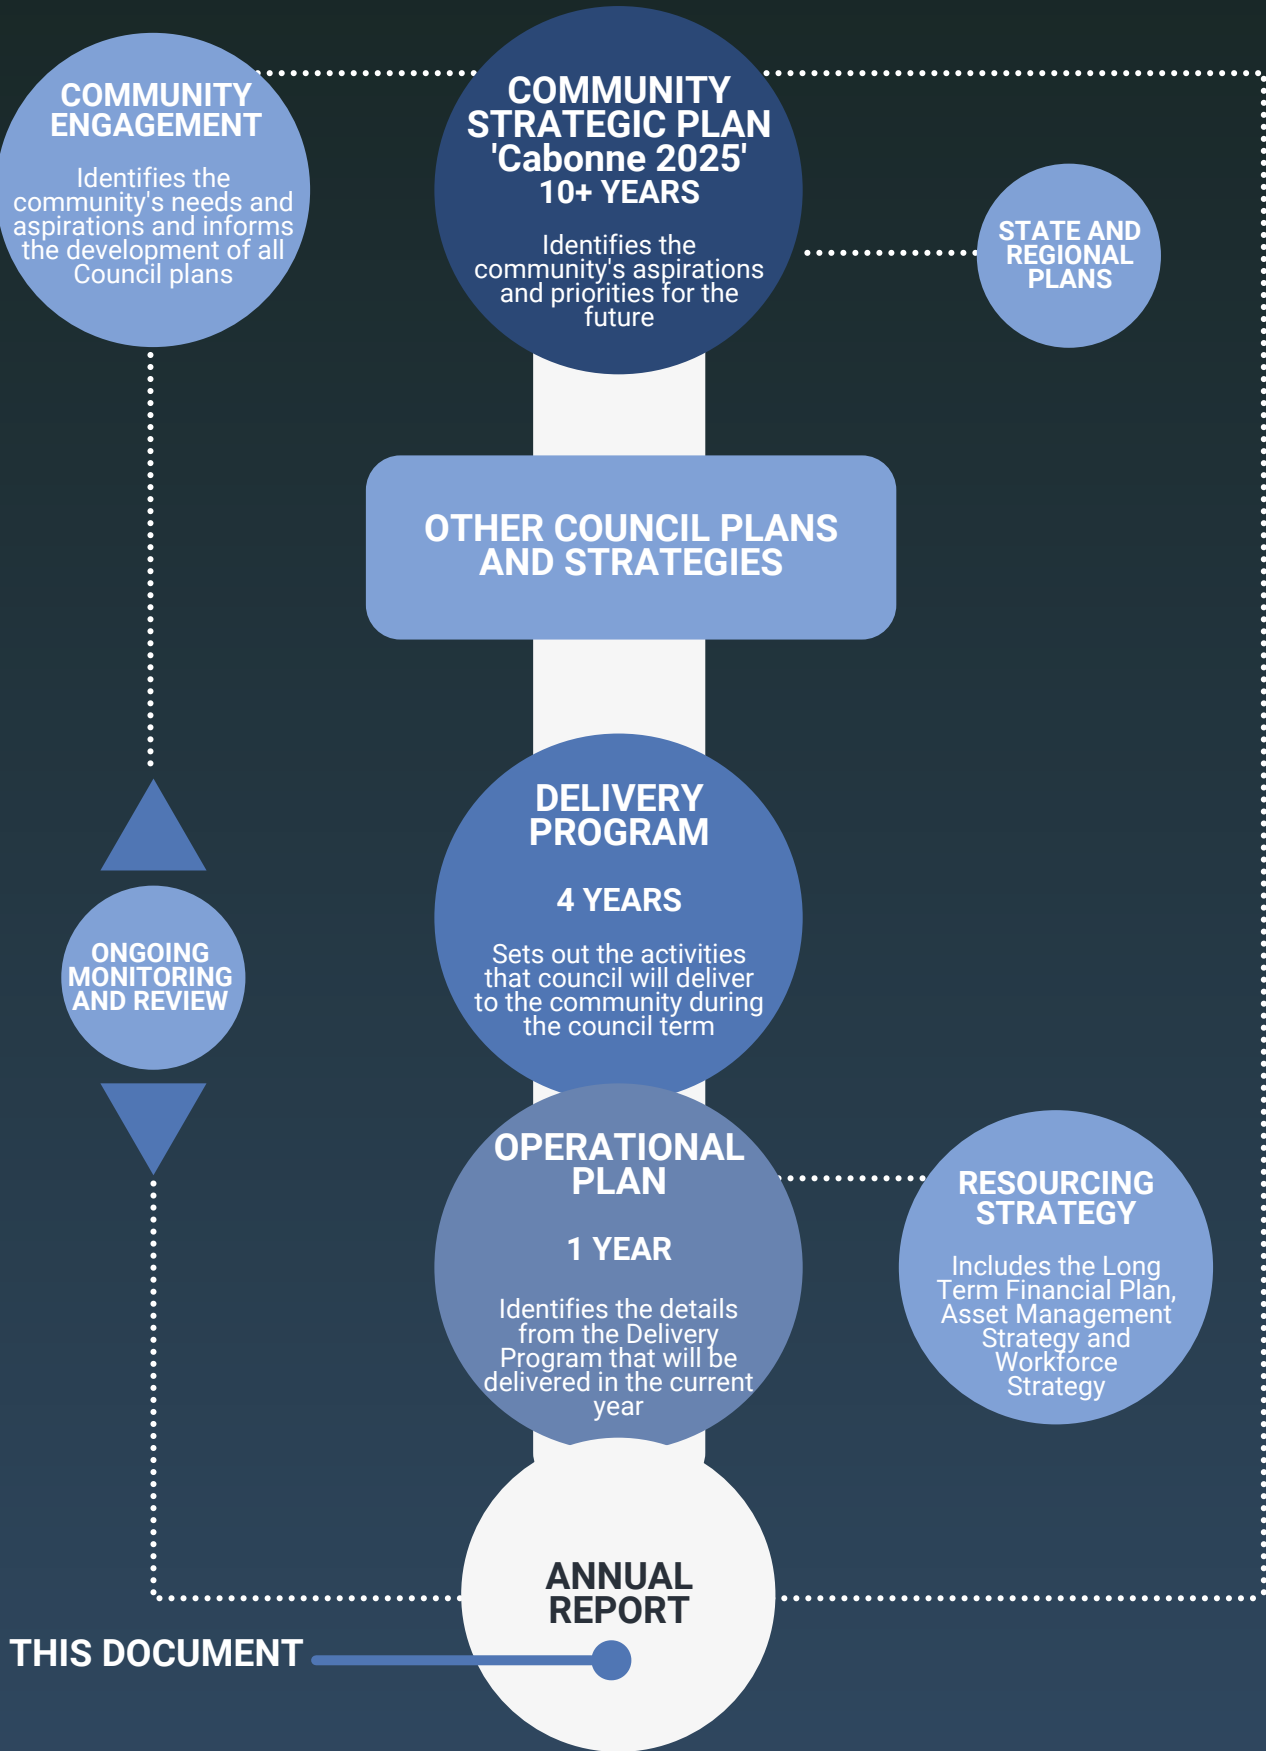 COMMUNITY
ENGAGEMENT
Identifies the
community's needs and
aspirations and informs
the development of all
Council plans
COMMUNITY
STRATEGIC PLAN
'Cabonne 2025'
10+ YEARS
Identifies the
community's aspirations
and priorities for the
future
STATE AND
REGIONAL
PLANS
OTHER COUNCIL PLANS
AND STRATEGIES
DELIVERY
PROGRAM
4 YEARS
Sets out the activities
that council will deliver
to the community during
the council term
ONGOING
MONITORING
AND REVIEW
OPERATIONAL
PLAN
1 YEAR
Identifies the details
from the Delivery
Program that will be
delivered in the current
year
RESOURCING
STRATEGY
Includes the Long
Term Financial Plan,
Asset Management
Strategy and
Workforce
Strategy
ANNUAL
REPORT
THIS DOCUMENT